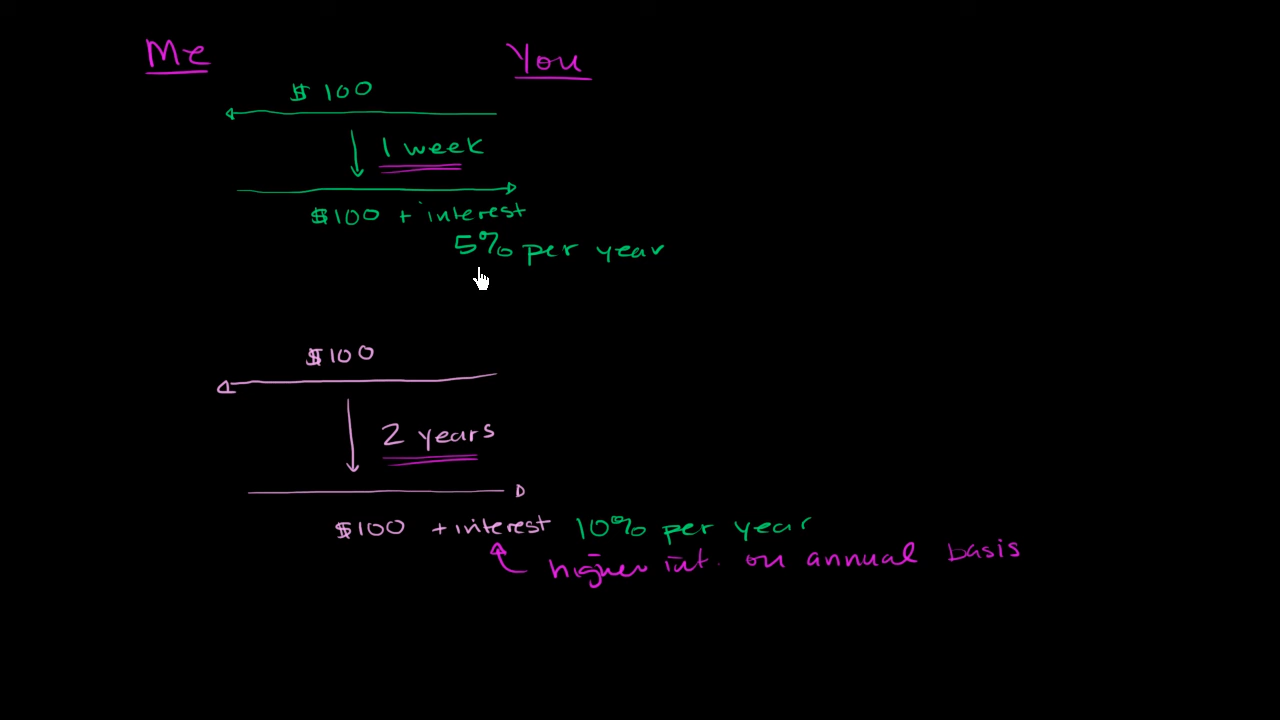 Me You
$100
1 week
$100 + interest
5% per year
$100
2 years
$100 + interest 10% per year
higher int. on annual basis